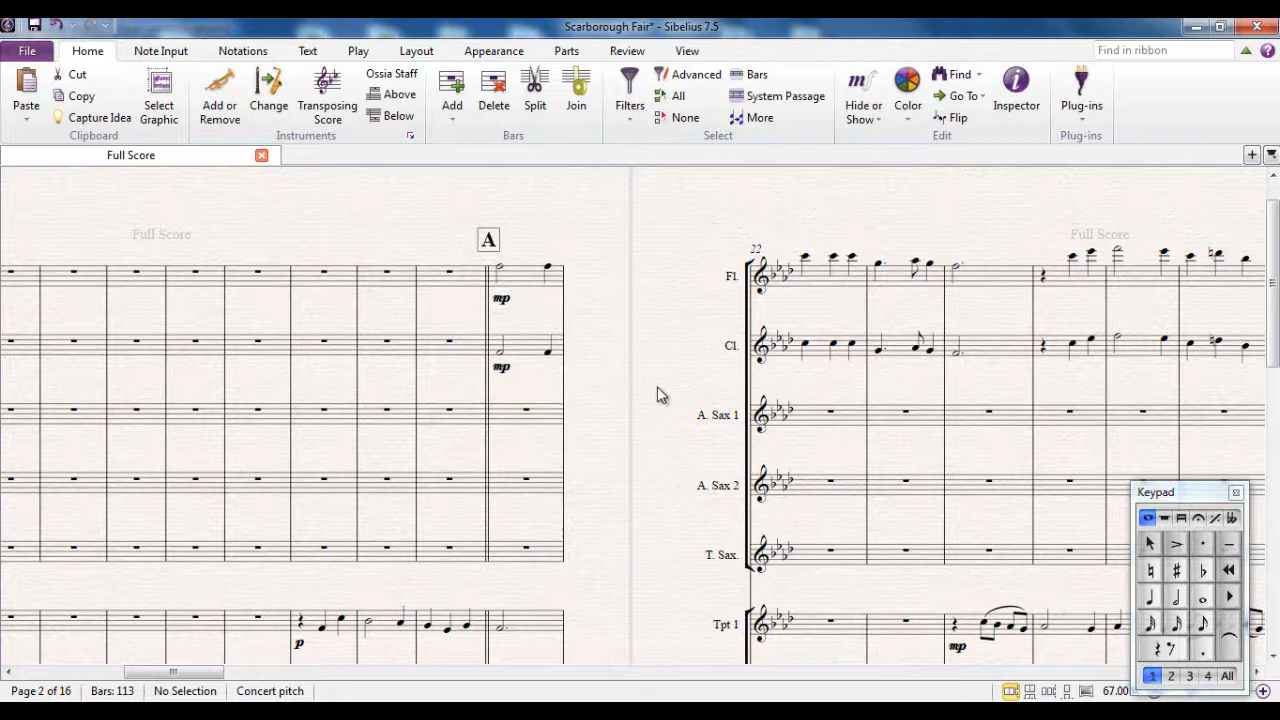 Scarborough Fair* - Sibelius 7.5
File Home Note Input Notations Text Play Layout Appearance Parts Review View Find in ribbon
Paste Cut Copy Capture Idea Select Graphic
Clipboard
Add or Remove Change Transposing Score Ossia Staff Above Below
Instruments
Add Delete Split Join
Bars
Filters Advanced All None Bars System Passage More
Select
Hide or Show Color Find Go To Flip Inspector
Edit
Plug-ins
Plug-ins
Full Score
Full Score
A
mp
mp
p
Full Score
22
Fl.
Cl.
A. Sax 1
A. Sax 2
T. Sax.
Tpt 1
mp
Keypad
1 2 3 4 All
Page 2 of 16 Bars: 113 No Selection Concert pitch 67.00